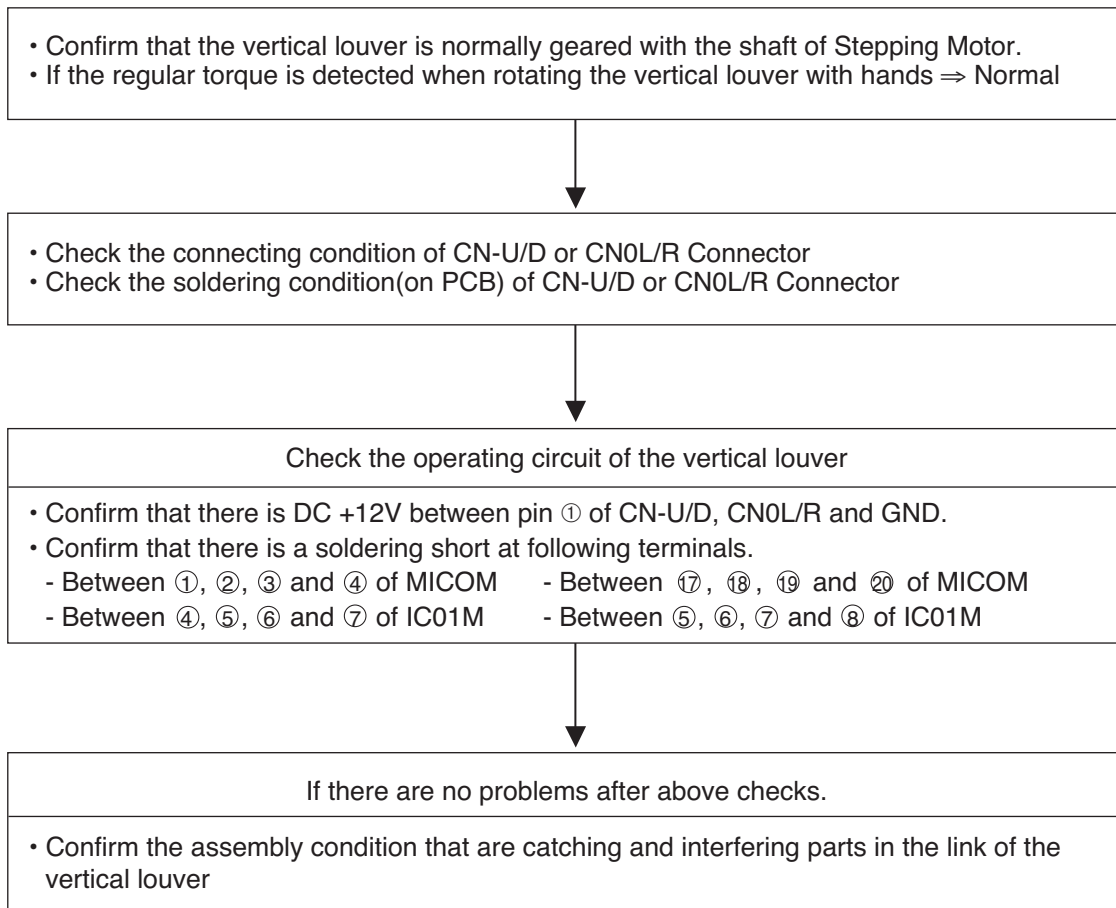 • Confirm that the vertical louver is normally geared with the shaft of Stepping Motor.
• If the regular torque is detected when rotating the vertical louver with hands ⇒ Normal
• Check the connecting condition of CN-U/D or CN0L/R Connector
• Check the soldering condition(on PCB) of CN-U/D or CN0L/R Connector
Check the operating circuit of the vertical louver
• Confirm that there is DC +12V between pin ① of CN-U/D, CN0L/R and GND.
• Confirm that there is a soldering short at following terminals.
- Between ①, ②, ③ and ④ of MICOM - Between ⑰, ⑱, ⑲ and ⑳ of MICOM
- Between ④, ⑤, ⑥ and ⑦ of IC01M - Between ⑤, ⑥, ⑦ and ⑧ of IC01M
If there are no problems after above checks.
• Confirm the assembly condition that are catching and interfering parts in the link of the
vertical louver